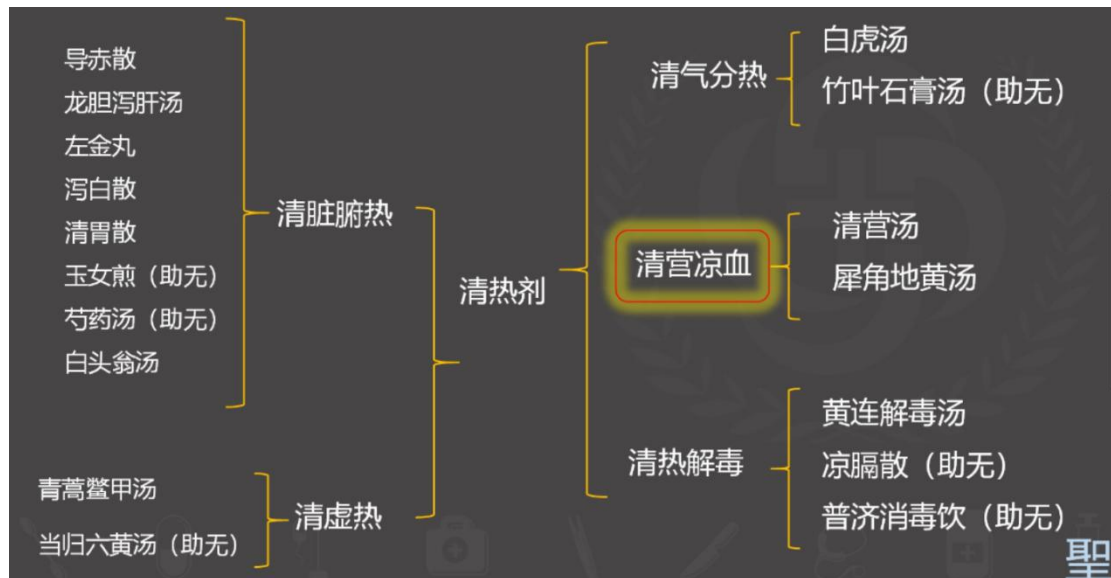 导赤散
龙胆泻肝汤
左金丸
泻白散
清胃散
玉女煎（助无）
芍药汤（助无）
白头翁汤
清脏腑热
青蒿鳖甲汤
当归六黄汤（助无）
清虚热
清热剂
清气分热
白虎汤
竹叶石膏汤（助无）
清营凉血
清营汤
犀角地黄汤
清热解毒
黄连解毒汤
凉膈散（助无）
普济消毒饮（助无）
聖